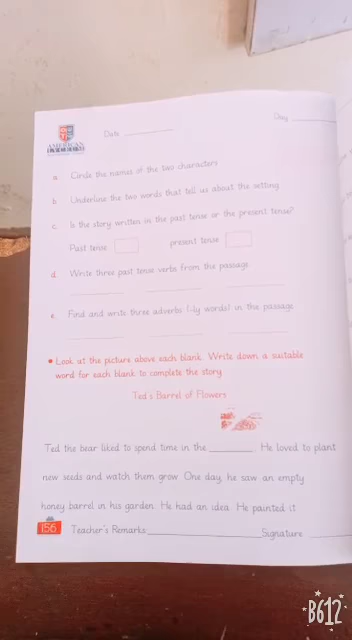 Day
AMERICAN
LYCEUM
Date
a. Circle the names of the two characters.
b. Underline the two words that tell us about the setting.
c. Is the story written in the past tense or the present tense?
Past tense present tense
d. Write three past tense verbs from the passage.
e. Find and write three adverbs (-ly words) in the passage.
• Look at the picture above each blank. Write down a suitable
word for each blank to complete the story.
Ted's Barrel of Flowers
Ted the bear liked to spend time in the ________. He loved to plant
new seeds and watch them grow. One day, he saw an empty
honey barrel in his garden. He had an idea. He painted it
156 Teacher's Remarks Signature
B612